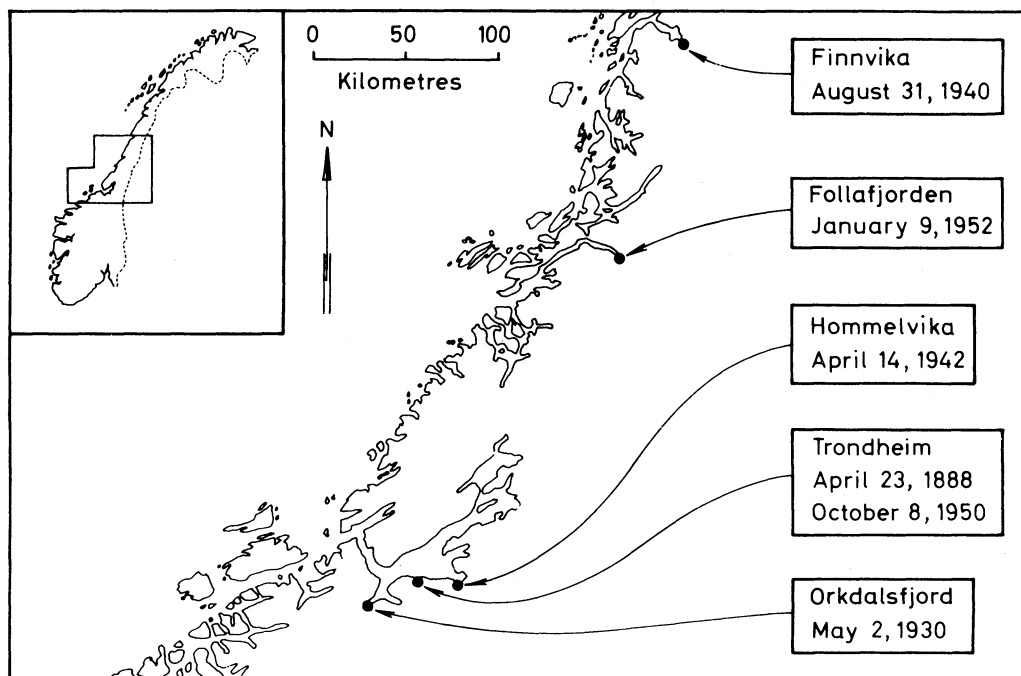 0 50 100
Kilometres
N
Finnvika
August 31, 1940
Follafjorden
January 9, 1952
Hommelvika
April 14, 1942
Trondheim
April 23, 1888
October 8, 1950
Orkdalsfjord
May 2, 1930